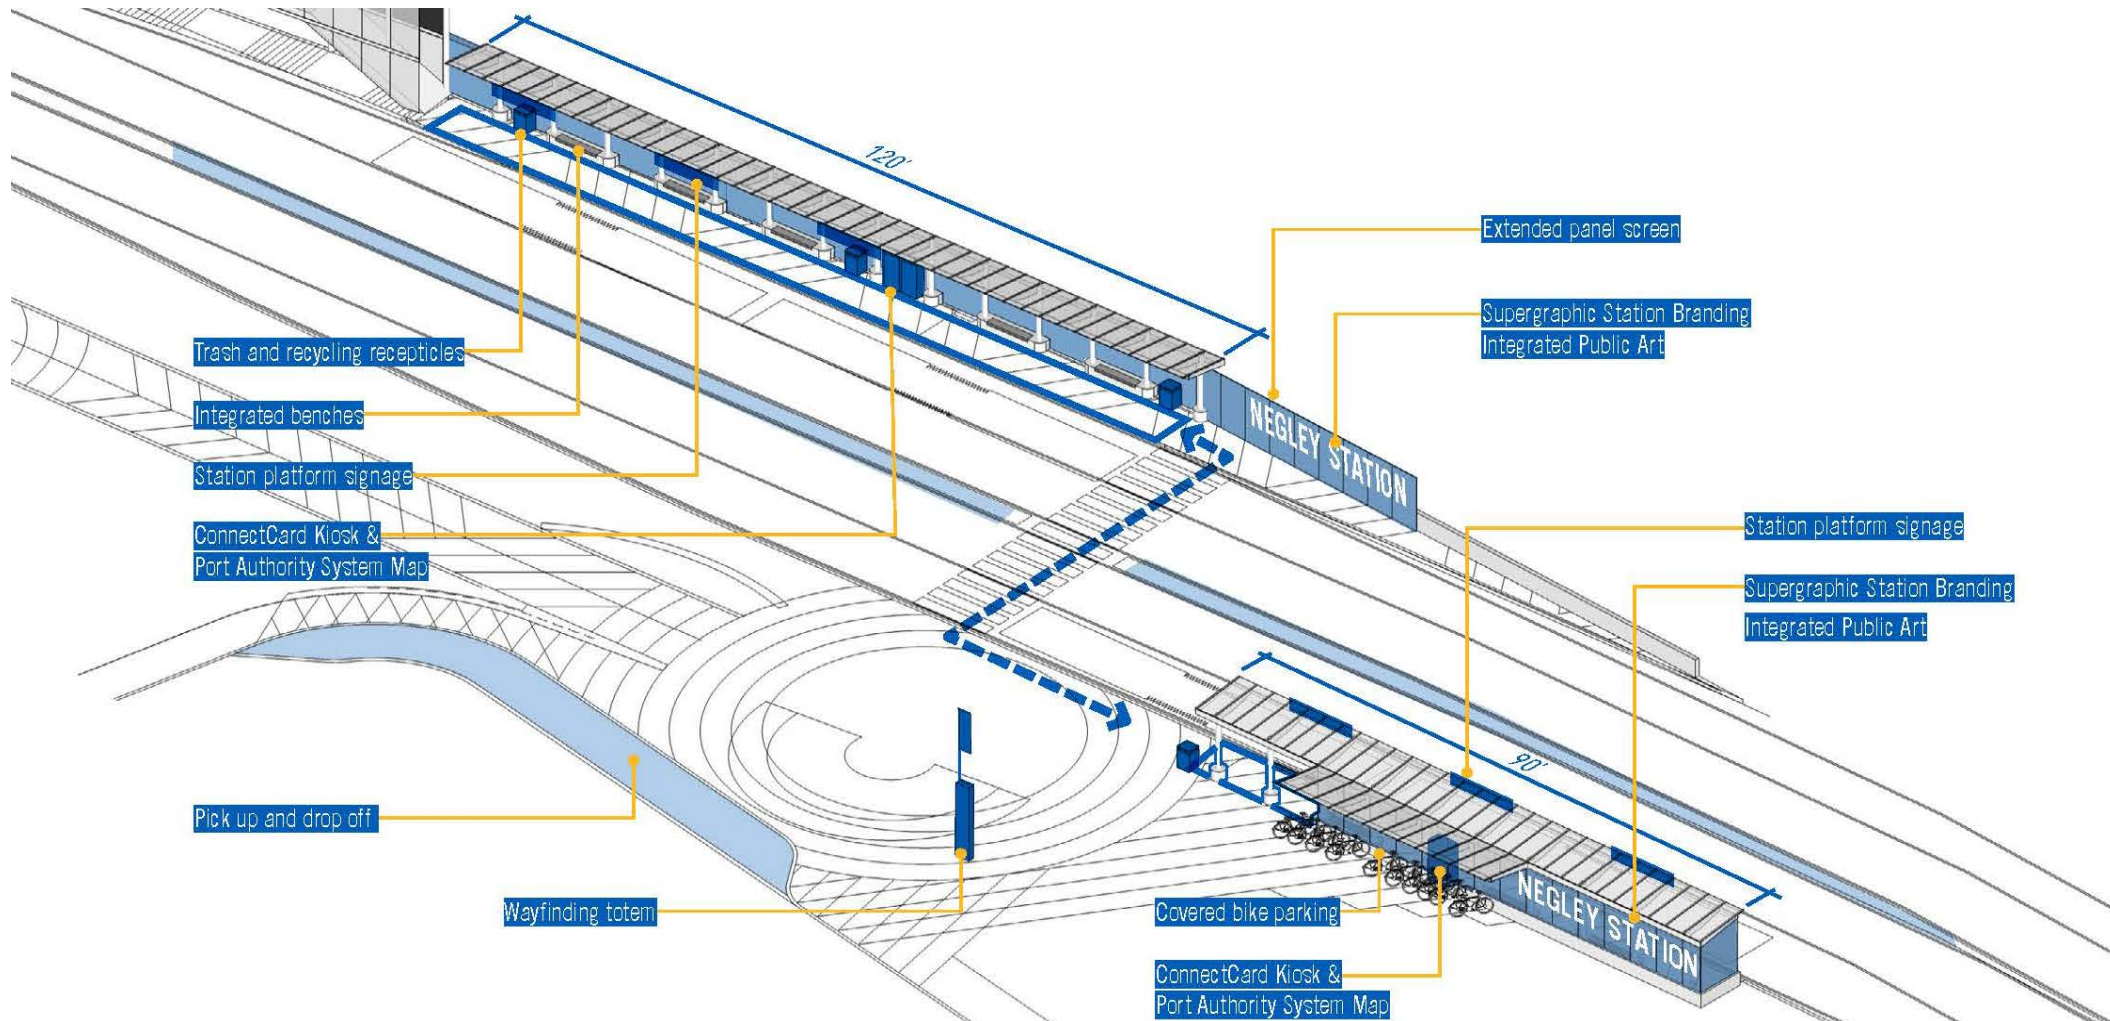 120'
Extended panel screen
Supergraphic Station Branding
Integrated Public Art
Trash and recycling recepticles
Integrated benches
Station platform signage
ConnectCard Kiosk &
Port Authority System Map
NEGLEY STATION
Station platform signage
Supergraphic Station Branding
Integrated Public Art
90'
Pick up and drop off
Wayfinding totem
Covered bike parking
NEGLEY STATION
ConnectCard Kiosk &
Port Authority System Map